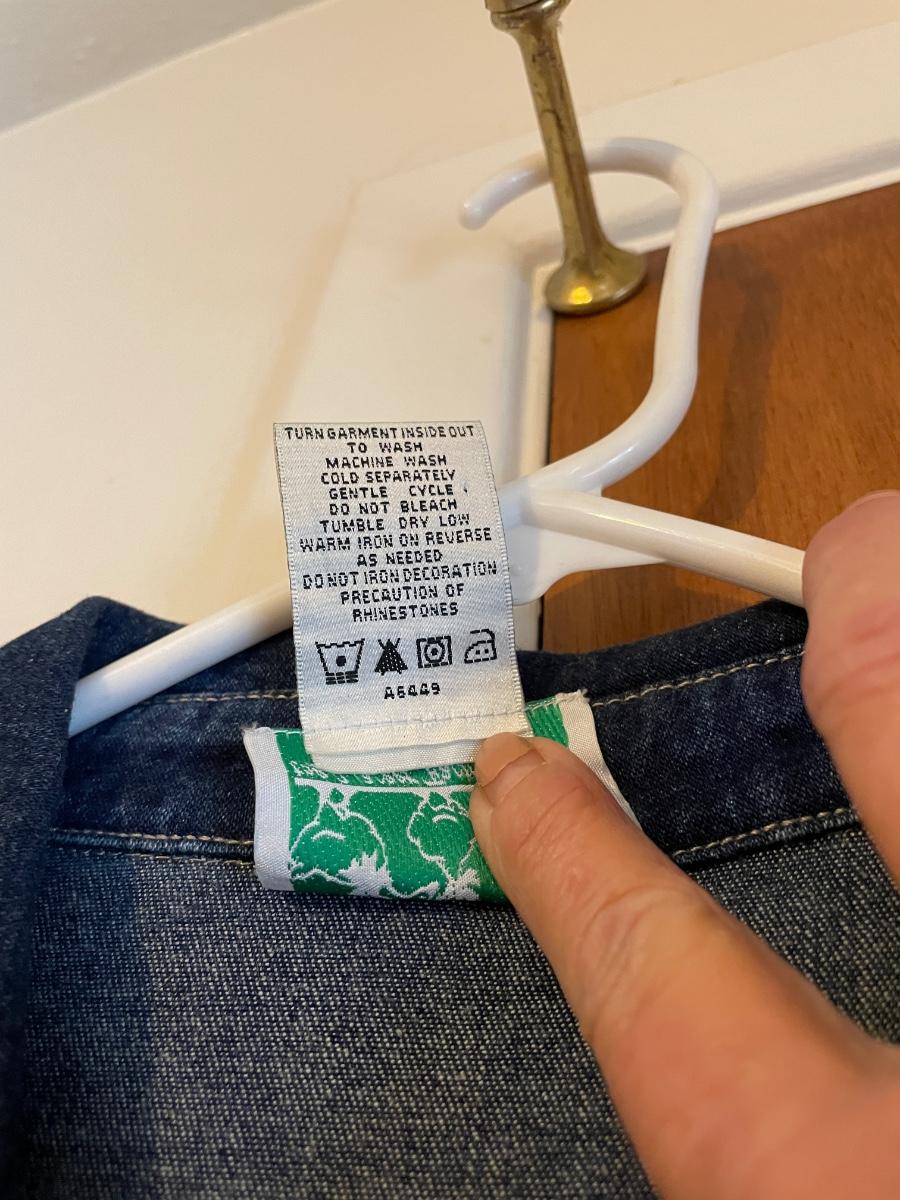 TURN GARMENT INSIDE OUT
TO WASH
MACHINE WASH
COLD SEPARATELY
GENTLE CYCLE
DO NOT BLEACH
TUMBLE DRY LOW
WARM IRON ON REVERSE
AS NEEDED
DO NOT IRON DECORATION
PRECAUTION OF
RHINESTONES
A6449